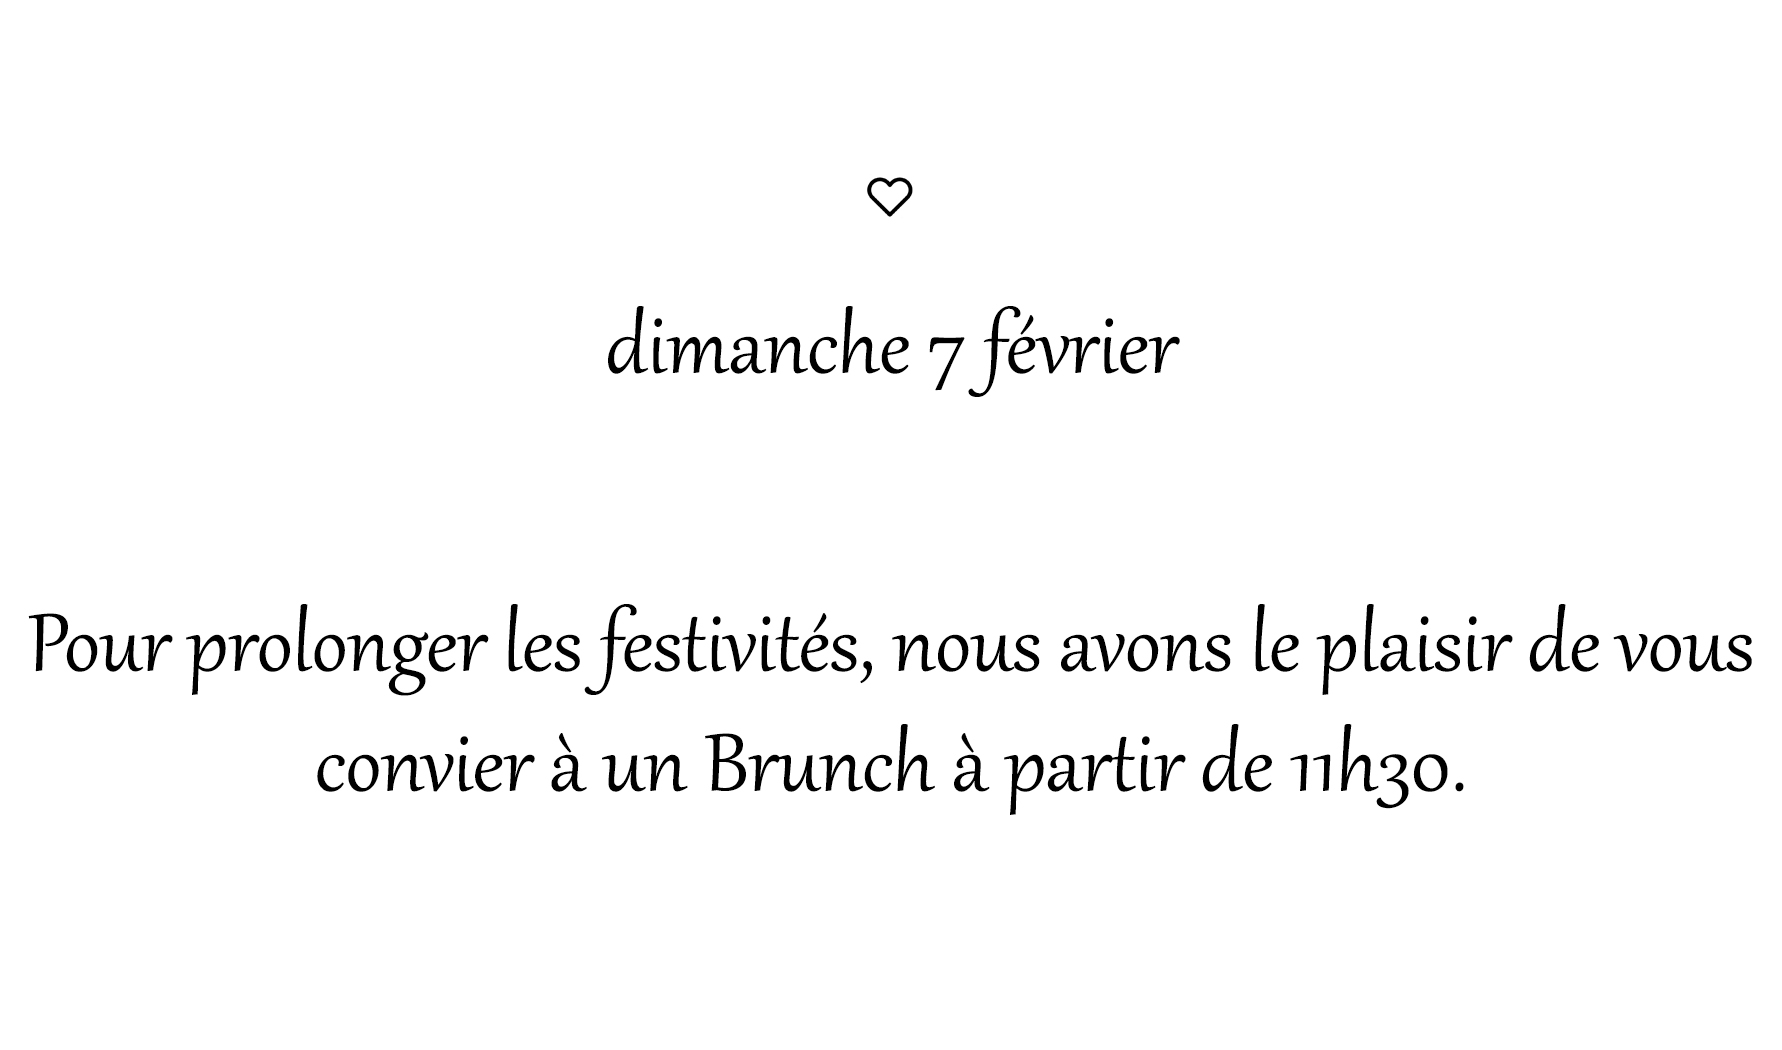 dimanche 7 février
Pour prolonger les festivités, nous avons le plaisir de vous
convier à un Brunch à partir de 11h30.